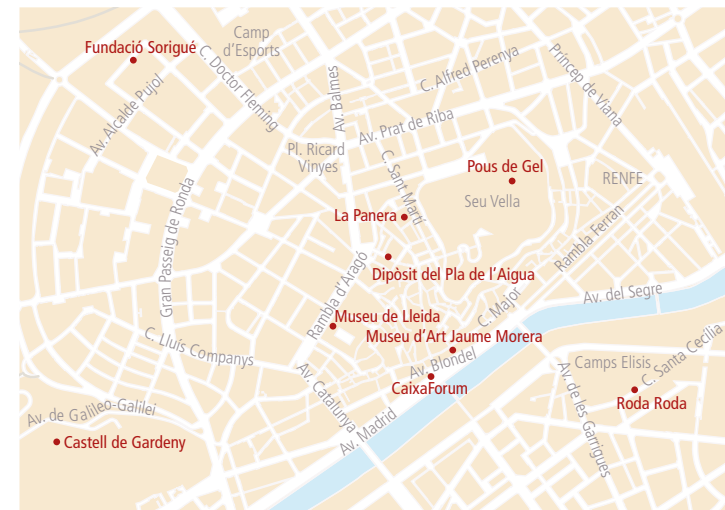 Camp
d'Esports
Fundació Sorigué
C. Doctor Fleming
Av. Balmes
C. Alfred Perenya
Príncep de Viana
Av. Alcalde Pujol
Av. Prat de Riba
Pl. Ricard
Vinyes
C. Sant Martí
Pous de Gel
RENFE
Seu Vella
La Panera
Gran Passeig de Ronda
Rambla Ferran
Dipòsit del Pla de l'Aigua
Rambla d'Aragó
Av. del Segre
C. Major
Museu de Lleida
Museu d'Art Jaume Morera
C. Lluís Companys
Av. Blondel
Camps Elisis
C. Santa Cecília
CaixaForum
Av. Catalunya
Av. de les Garrigues
Roda Roda
Av. de Galileo-Galilei
Av. Madrid
Castell de Gardeny